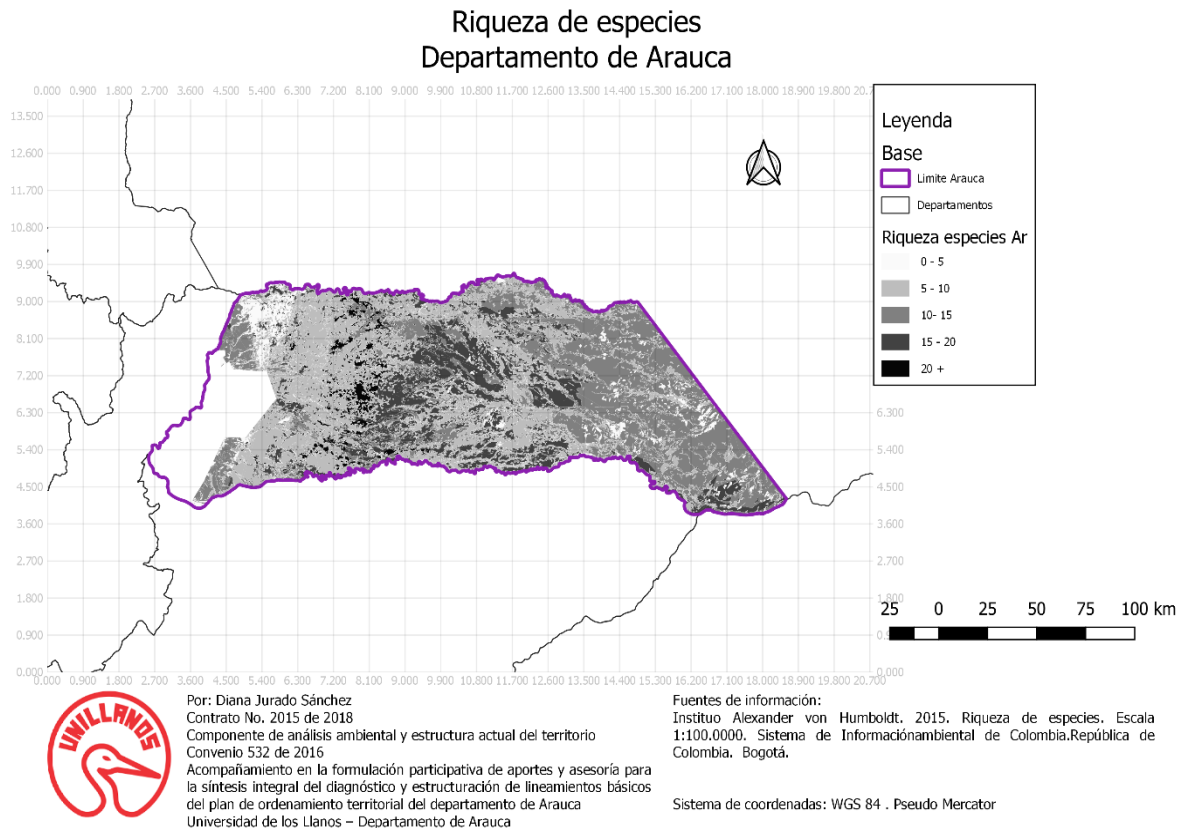 Riqueza de especies
Departamento de Arauca
0.000 0.900 1.800 2.700 3.600 4.500 5.400 6.300 7.200 8.100 9.000 9.900 10.800 11.700 12.600 13.500 14.400 15.300 16.200 17.100 18.000 18.900 19.800 20.7
13.500
12.600
11.700
10.800
9.900
9.000
8.100
7.200
6.300
5.400
4.500
3.600
2.700
1.800
0.900
0.000
Leyenda
Base
Limite Arauca
Departamentos
Riqueza especies Ar
0 - 5
5 - 10
10- 15
15 - 20
20 +
6.300
5.400
4.500
3.600
2.700
1.800
0.000
25 0 25 50 75 100 km
0.000 0.900 1.800 2.700 3.600 4.500 5.400 6.300 7.200 8.100 9.000 9.900 10.800 11.700 12.600 13.500 14.400 15.300 16.200 17.100 18.000 18.900 19.800 20.700
UNILLANOS
Por: Diana Jurado Sánchez
Contrato No. 2015 de 2018
Componente de análisis ambiental y estructura actual del territorio
Convenio 532 de 2016
Acompañamiento en la formulación participativa de aportes y asesoría para
la síntesis integral del diagnóstico y estructuración de lineamientos básicos
del plan de ordenamiento territorial del departamento de Arauca
Universidad de los Llanos – Departamento de Arauca
Fuentes de información:
Instituo Alexander von Humboldt. 2015. Riqueza de especies. Escala
1:100.0000. Sistema de Informaciónambiental de Colombia.República de
Colombia. Bogotá.
Sistema de coordenadas: WGS 84 . Pseudo Mercator